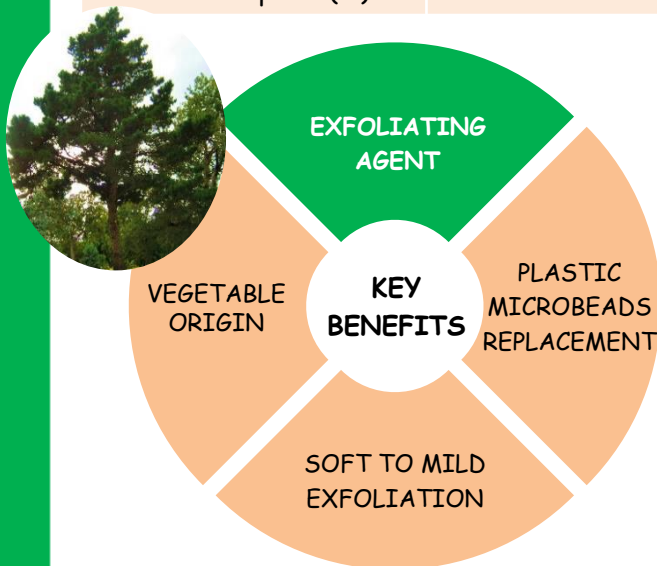 EXFOLIATING
AGENT
VEGETABLE
ORIGIN
KEY
BENEFITS
PLASTIC
MICROBEADS
REPLACEMENT
SOFT TO MILD
EXFOLIATION